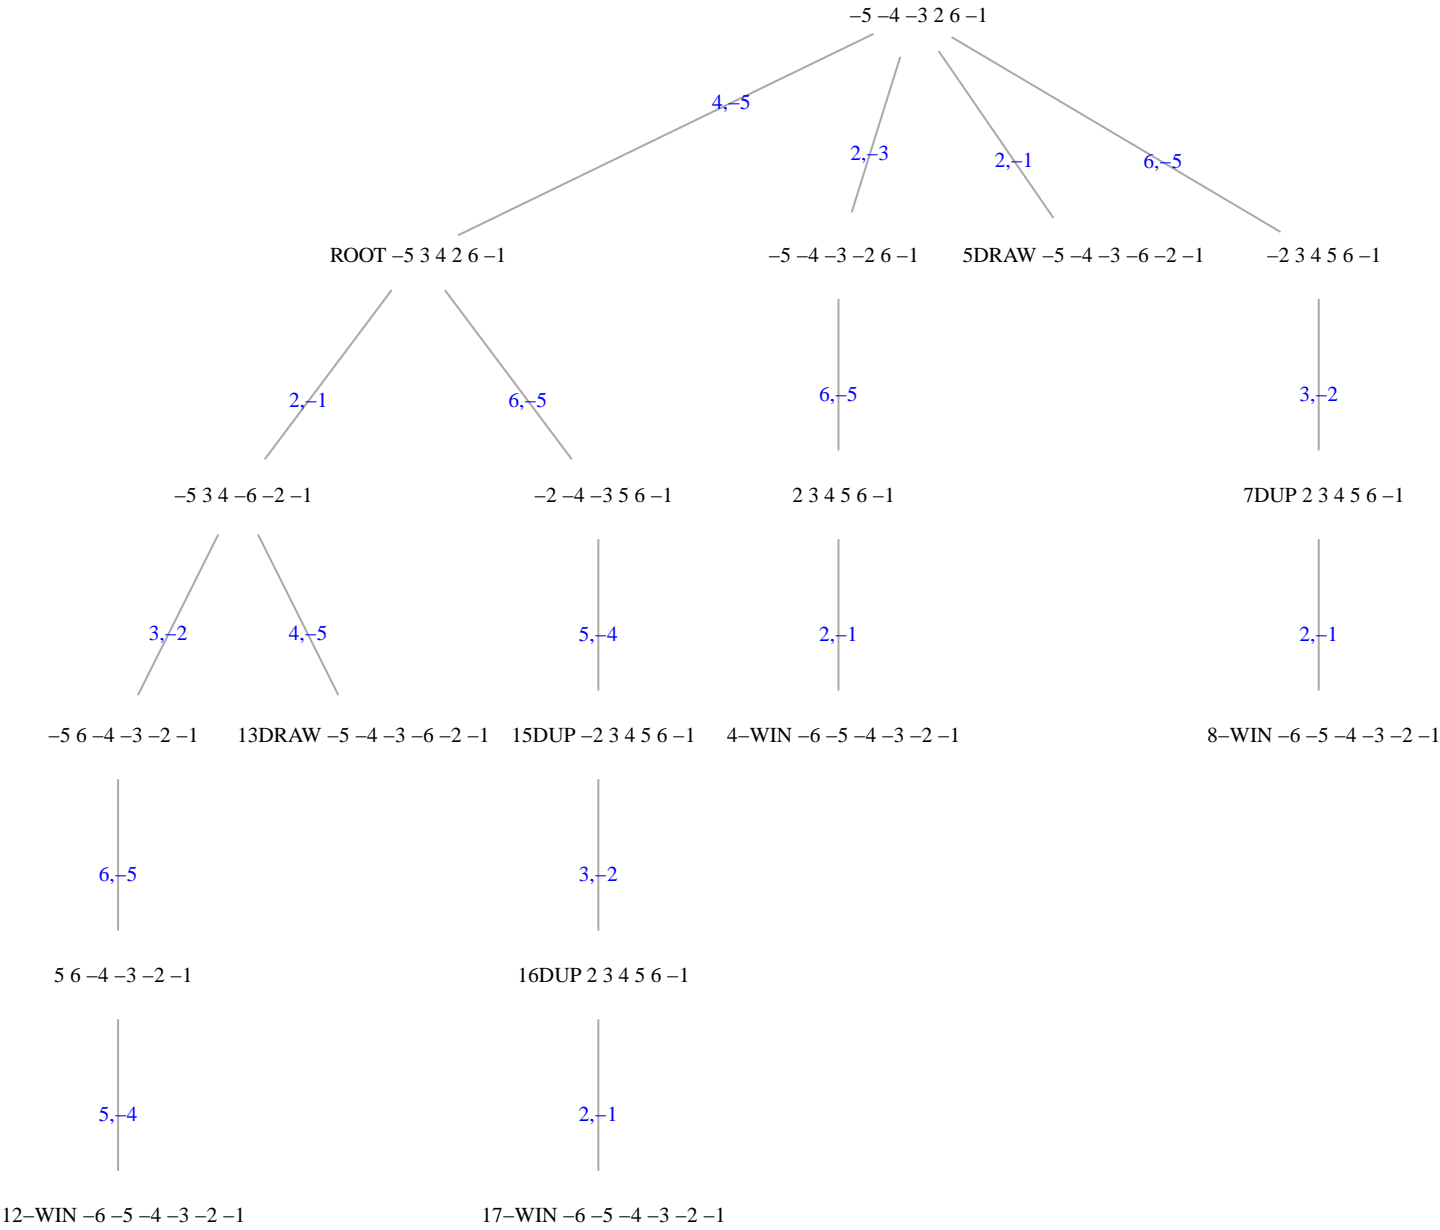 –5 –4 –3 2 6 –1
4,–5
2,–3
2,–1
6,–5
ROOT –5 3 4 2 6 –1
–5 –4 –3 –2 6 –1
5DRAW –5 –4 –3 –6 –2 –1
–2 3 4 5 6 –1
2,–1
6,–5
6,–5
3,–2
–5 3 4 –6 –2 –1
–2 –4 –3 5 6 –1
2 3 4 5 6 –1
7DUP 2 3 4 5 6 –1
3,–2
4,–5
5,–4
2,–1
2,–1
–5 6 –4 –3 –2 –1
13DRAW –5 –4 –3 –6 –2 –1
15DUP –2 3 4 5 6 –1
4–WIN –6 –5 –4 –3 –2 –1
8–WIN –6 –5 –4 –3 –2 –1
6,–5
3,–2
5 6 –4 –3 –2 –1
16DUP 2 3 4 5 6 –1
5,–4
2,–1
12–WIN –6 –5 –4 –3 –2 –1
17–WIN –6 –5 –4 –3 –2 –1